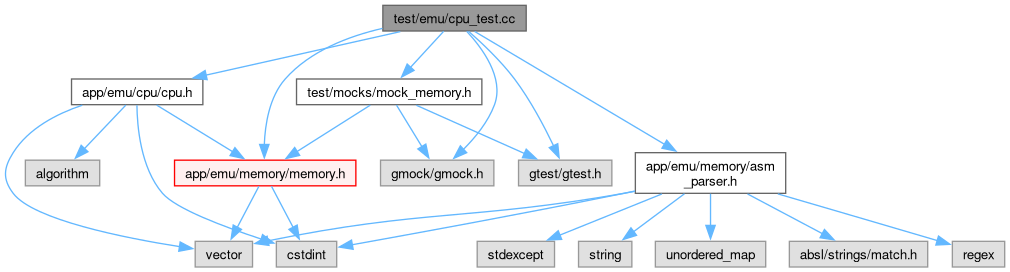 test/emu/cpu_test.cc
app/emu/cpu/cpu.h
test/mocks/mock_memory.h
algorithm
app/emu/memory/memory.h
gmock/gmock.h
gtest/gtest.h
app/emu/memory/asm
_parser.h
vector
cstdint
stdexcept
string
unordered_map
absl/strings/match.h
regex